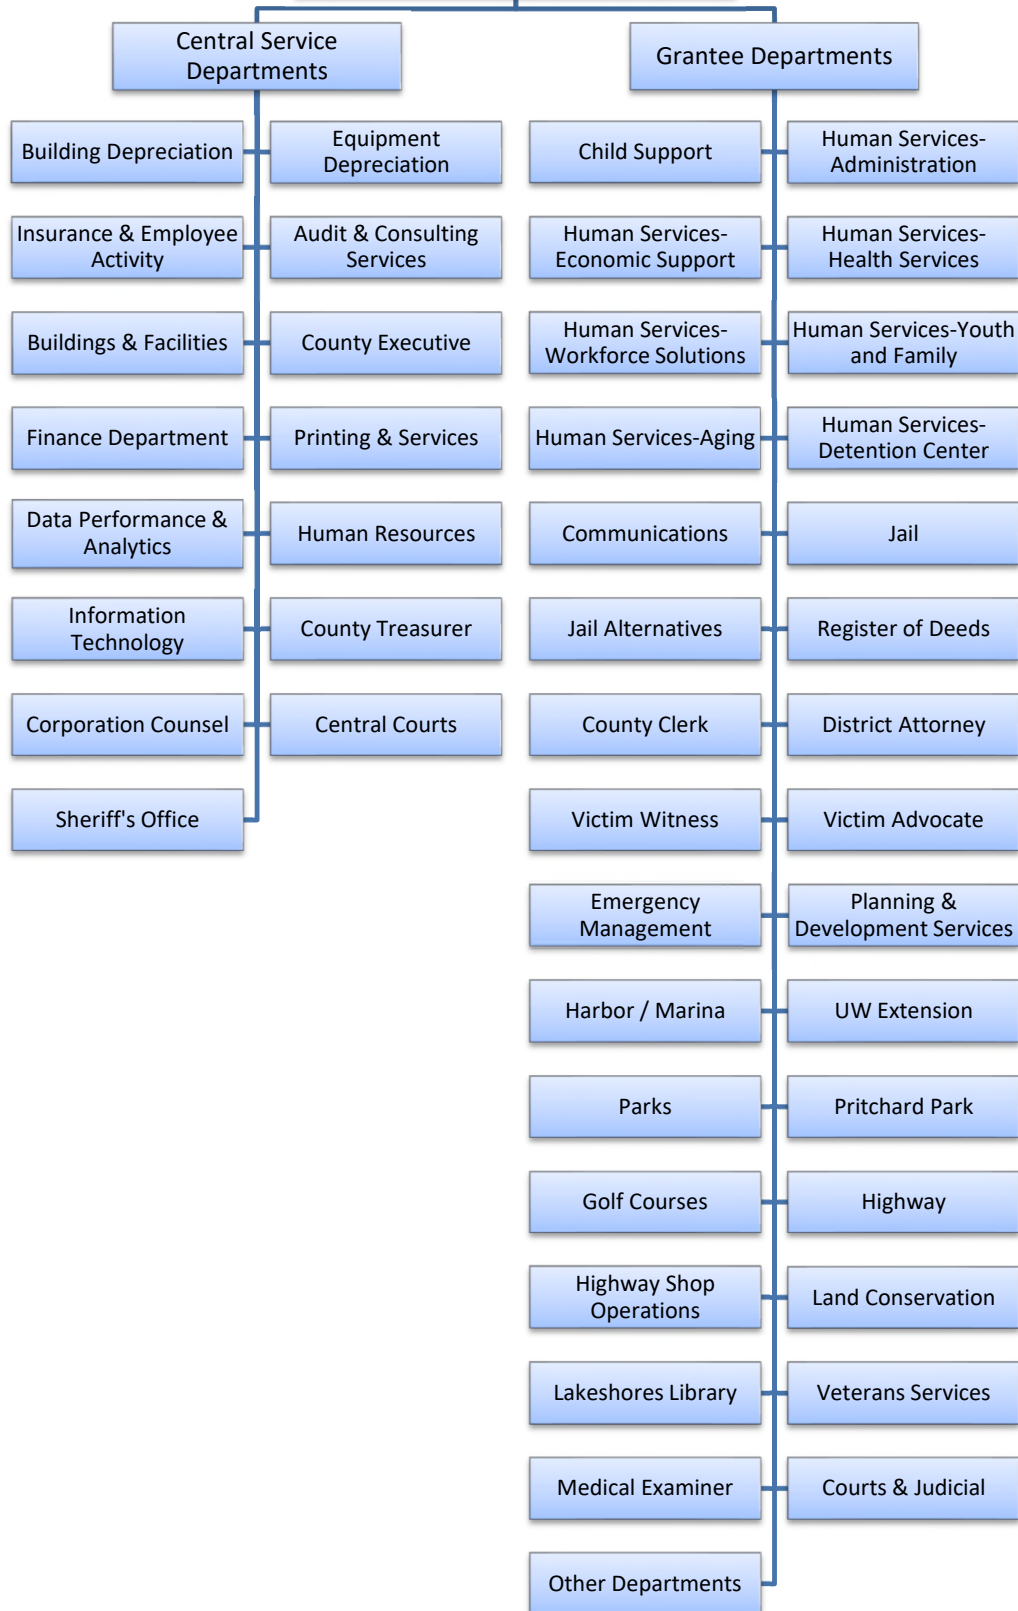 Central Service
Departments
Grantee Departments
Building Depreciation
Equipment
Depreciation
Child Support
Human Services-
Administration
Insurance & Employee
Activity
Audit & Consulting
Services
Human Services-
Economic Support
Human Services-
Health Services
Buildings & Facilities
County Executive
Human Services-
Workforce Solutions
Human Services-Youth
and Family
Finance Department
Printing & Services
Human Services-Aging
Human Services-
Detention Center
Data Performance &
Analytics
Human Resources
Communications
Jail
Information
Technology
County Treasurer
Jail Alternatives
Register of Deeds
Corporation Counsel
Central Courts
County Clerk
District Attorney
Sheriff's Office
Victim Witness
Victim Advocate
Emergency
Management
Planning &
Development Services
Harbor / Marina
UW Extension
Parks
Pritchard Park
Golf Courses
Highway
Highway Shop
Operations
Land Conservation
Lakeshores Library
Veterans Services
Medical Examiner
Courts & Judicial
Other Departments